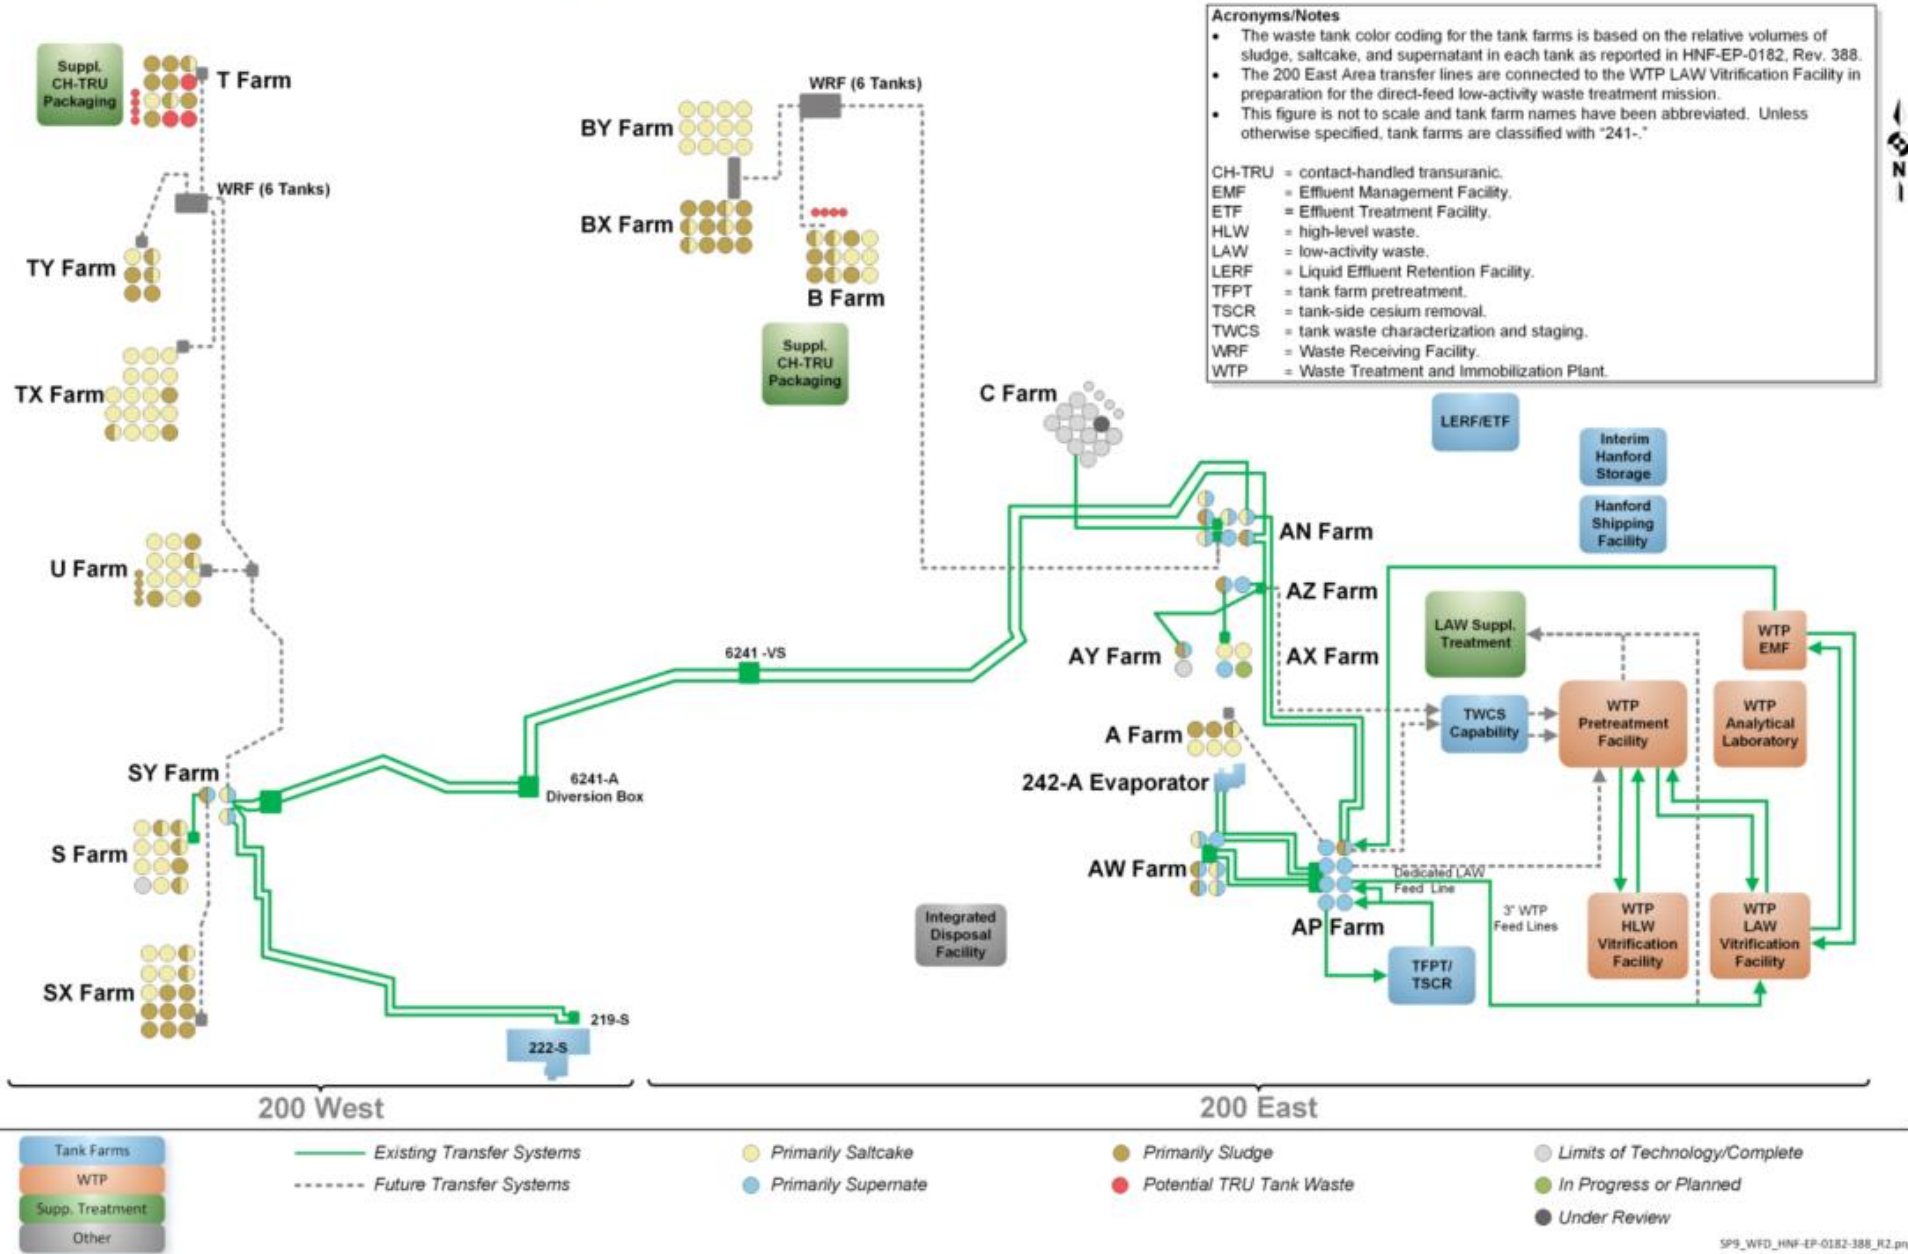 Acronyms/Notes
• The waste tank color coding for the tank farms is based on the relative volumes of
sludge, saltcake, and supernatant in each tank as reported in HNF-EP-0182, Rev. 388.
• The 200 East Area transfer lines are connected to the WTP LAW Vitrification Facility in
preparation for the direct-feed low-activity waste treatment mission.
• This figure is not to scale and tank farm names have been abbreviated. Unless
otherwise specified, tank farms are classified with "241-."
CH-TRU = contact-handled transuranic.
EMF = Effluent Management Facility.
ETF = Effluent Treatment Facility.
HLW = high-level waste.
LAW = low-activity waste.
LERF = Liquid Effluent Retention Facility.
TFPT = tank farm pretreatment.
TSCR = tank-side cesium removal.
TWCS = tank waste characterization and staging.
WRF = Waste Receiving Facility.
WTP = Waste Treatment and Immobilization Plant.
N
Suppl.
CH-TRU
Packaging
T Farm
WRF (6 Tanks)
TY Farm
TX Farm
U Farm
SY Farm
S Farm
SX Farm
6241-A
Diversion Box
219-S
222-S
BY Farm
WRF (6 Tanks)
BX Farm
B Farm
Suppl.
CH-TRU
Packaging
6241 -VS
C Farm
AN Farm
AZ Farm
AY Farm
AX Farm
A Farm
242-A Evaporator
AW Farm
AP Farm
Integrated
Disposal
Facility
LERF/ETF
Interim
Hanford
Storage
Hanford
Shipping
Facility
LAW Suppl.
Treatment
WTP
EMF
TWCS
Capability
WTP
Pretreatment
Facility
WTP
Analytical
Laboratory
Dedicated LAW
Feed Line
3" WTP
Feed Lines
TFPT/
TSCR
WTP
HLW
Vitrification
Facility
WTP
LAW
Vitrification
Facility
200 West
200 East
Tank Farms
WTP
Supp. Treatment
Other
Existing Transfer Systems
Future Transfer Systems
Primarily Saltcake
Primarily Supernate
Primarily Sludge
Potential TRU Tank Waste
Limits of Technology/Complete
In Progress or Planned
Under Review
SP9_WFD_HNF-EP-0182-388_R2.pn